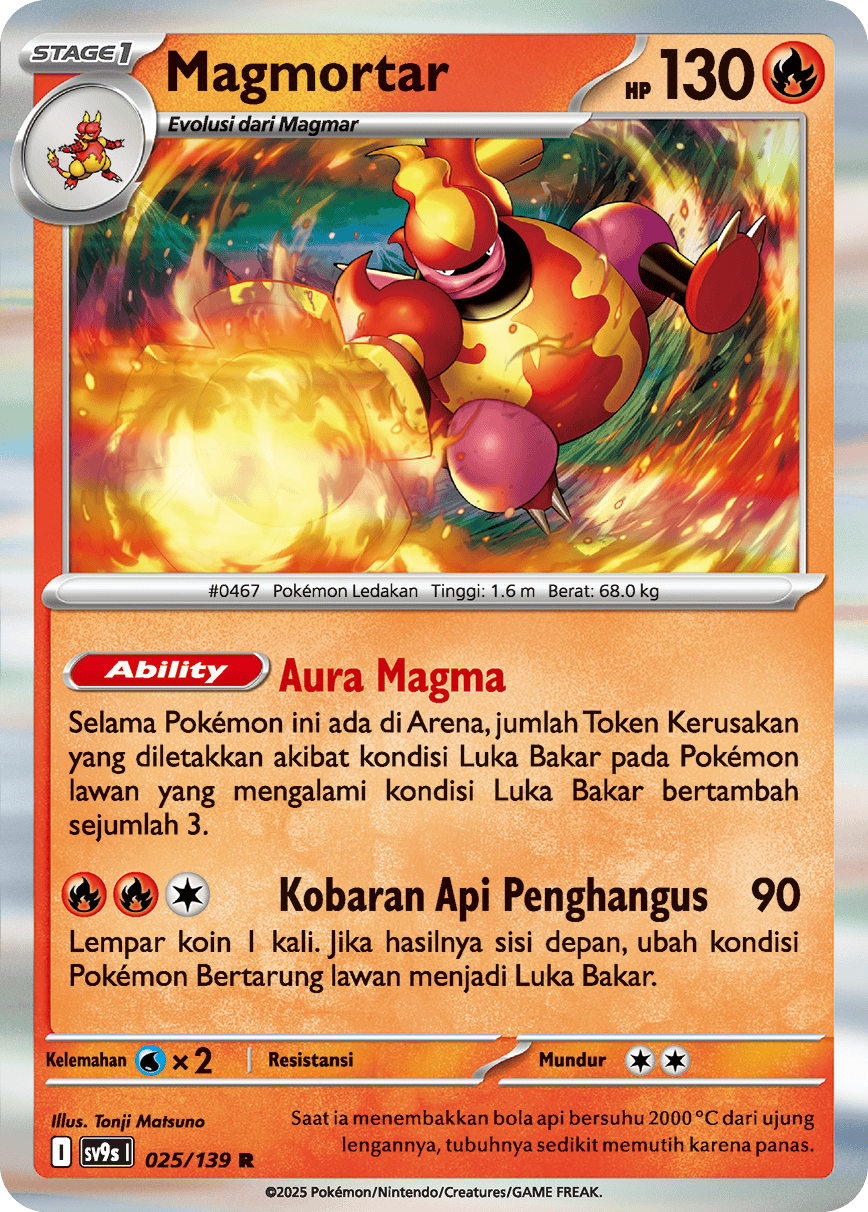 STAGE 1
Magmortar
HP 130
Evolusi dari Magmar
#0467 Pokémon Ledakan Tinggi: 1.6 m Berat: 68.0 kg
Ability Aura Magma
Selama Pokémon ini ada di Arena, jumlah Token Kerusakan
yang diletakkan akibat kondisi Luka Bakar pada Pokémon
lawan yang mengalami kondisi Luka Bakar bertambah
sejumlah 3.
Kobaran Api Penghangus 90
Lempar koin 1 kali. Jika hasilnya sisi depan, ubah kondisi
Pokémon Bertarung lawan menjadi Luka Bakar.
Kelemahan ×2 Resistansi Mundur
Illus. Tonji Matsuno
Saat ia menembakkan bola api bersuhu 2000 °C dari ujung
lengannya, tubuhnya sedikit memutih karena panas.
I sv9s I 025/139 R
©2025 Pokémon/Nintendo/Creatures/GAME FREAK.